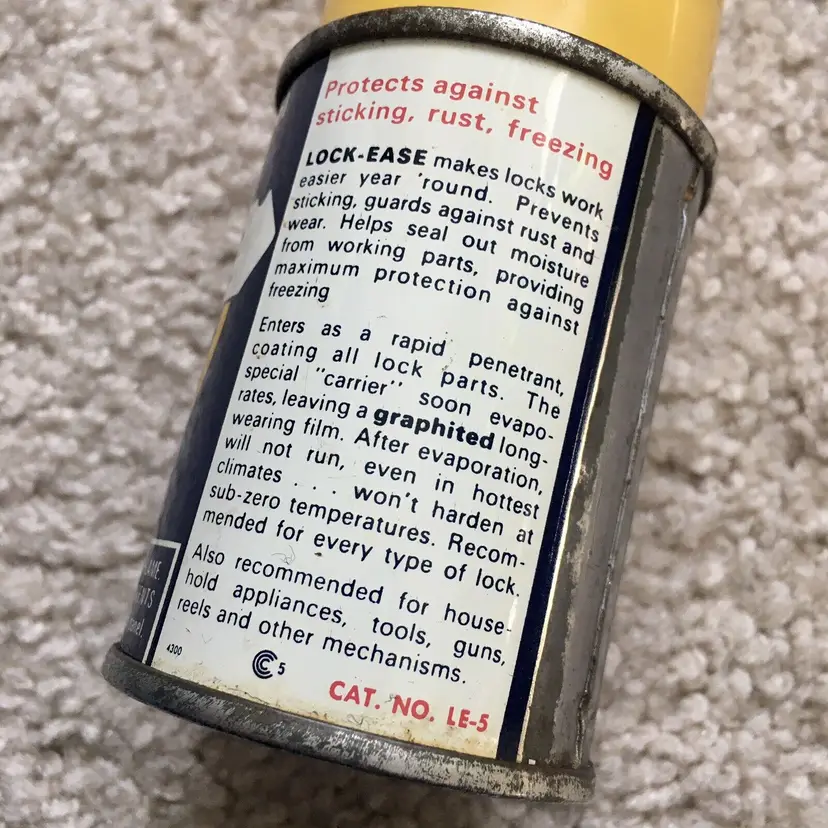 Protects against
sticking, rust, freezing
LOCK-EASE makes locks work
easier year 'round. Prevents
sticking, guards against rust and
wear. Helps seal out moisture
from working parts, providing
maximum protection against
freezing
Enters as a rapid penetrant,
coating all lock parts. The
special "carrier" soon evapo-
rates, leaving a graphited long-
wearing film. After evaporation,
will not run, even in hottest
climates . . . won't harden at
sub-zero temperatures. Recom-
mended for every type of lock.
Also recommended for house-
hold appliances, tools, guns,
reels and other mechanisms.
4300
5
CAT. NO. LE-5